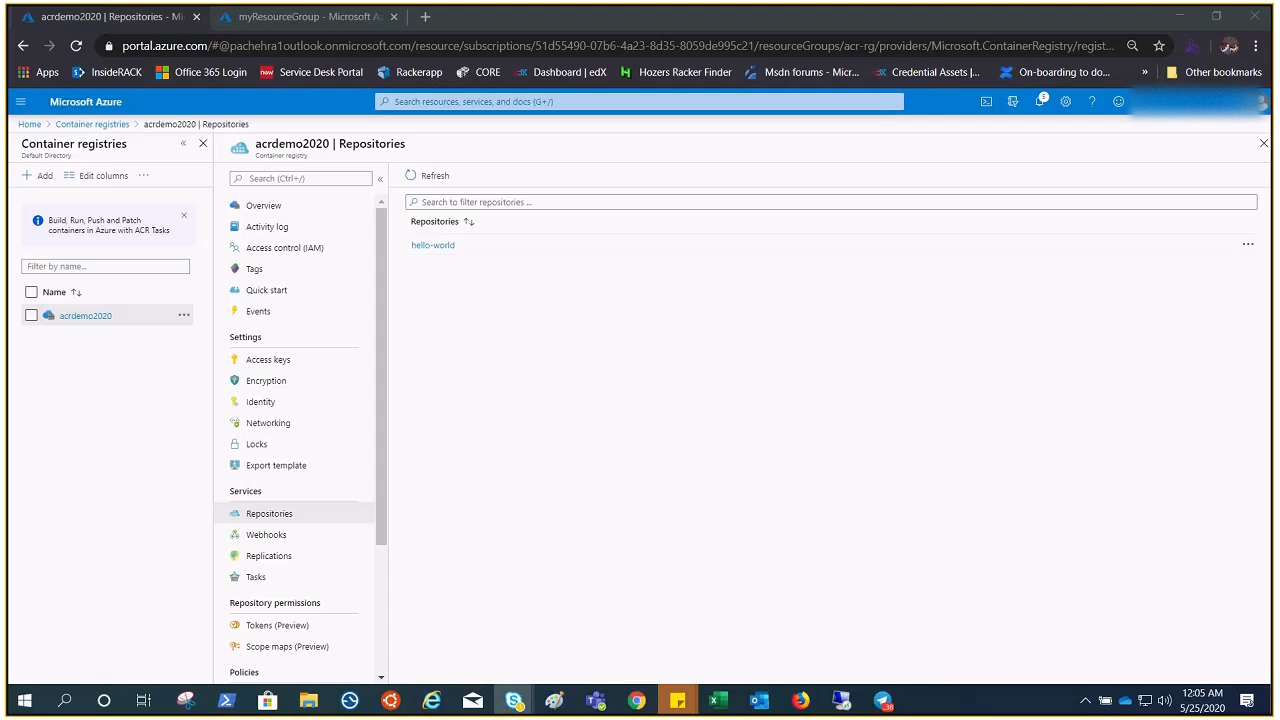 acrdemo2020 | Repositories - Mi
myResourceGroup - Microsoft A
portal.azure.com/#@pachehra1outlook.onmicrosoft.com/resource/subscriptions/51d55490-07b6-4a23-8d35-8059de995c21/resourceGroups/acr-rg/providers/Microsoft.ContainerRegistry/regist...
Apps InsideRACK Office 365 Login now Service Desk Portal Rackerapp CORE Dashboard | edX Hozers Racker Finder Msdn forums - Micr... Credential Assets |... On-boarding to do... » Other bookmarks
Microsoft Azure
Search resources, services, and docs (G+/)
5
Home > Container registries > acrdemo2020 | Repositories
Container registries
Default Directory
Add Edit columns ...
Build, Run, Push and Patch
containers in Azure with ACR Tasks
Filter by name...
Name
acrdemo2020
acrdemo2020 | Repositories
Container registry
Search (Ctrl+/)
Overview
Activity log
Access control (IAM)
Tags
Quick start
Events
Settings
Access keys
Encryption
Identity
Networking
Locks
Export template
Services
Repositories
Webhooks
Replications
Tasks
Repository permissions
Tokens (Preview)
Scope maps (Preview)
Policies
Refresh
Search to filter repositories ...
Repositories
hello-world
38
12:05 AM
5/25/2020